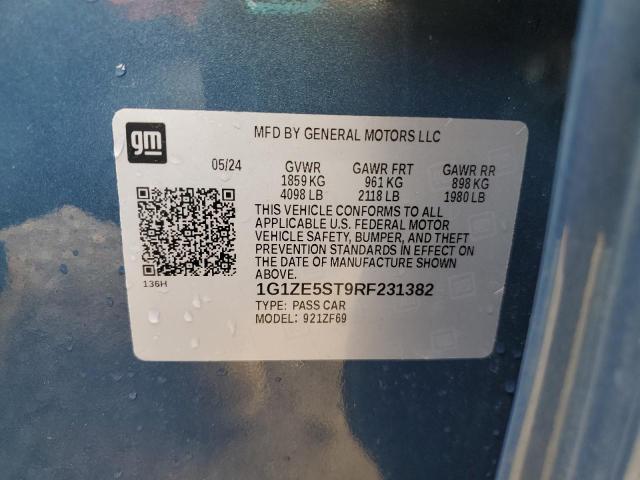 gm
MFD BY GENERAL MOTORS LLC
05/24 GVWR GAWR FRT GAWR RR
1859 KG 961 KG 898 KG
4098 LB 2118 LB 1980 LB
THIS VEHICLE CONFORMS TO ALL
APPLICABLE U.S. FEDERAL MOTOR
VEHICLE SAFETY, BUMPER, AND THEFT
PREVENTION STANDARDS IN EFFECT ON
THE DATE OF MANUFACTURE SHOWN
ABOVE.
136H
1G1ZE5ST9RF231382
TYPE: PASS CAR
MODEL: 921ZF69